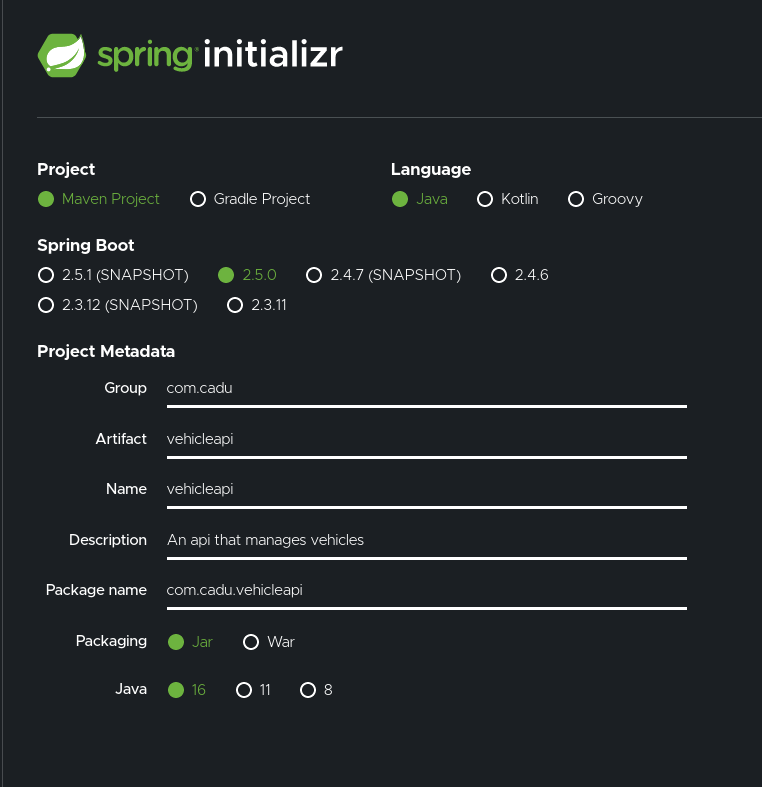 spring initializr
Project
Language
Maven Project Gradle Project
Java Kotlin Groovy
Spring Boot
2.5.1 (SNAPSHOT) 2.5.0 2.4.7 (SNAPSHOT) 2.4.6
2.3.12 (SNAPSHOT) 2.3.11
Project Metadata
Group com.cadu
Artifact vehicleapi
Name vehicleapi
Description An api that manages vehicles
Package name com.cadu.vehicleapi
Packaging Jar War
Java 16 11 8